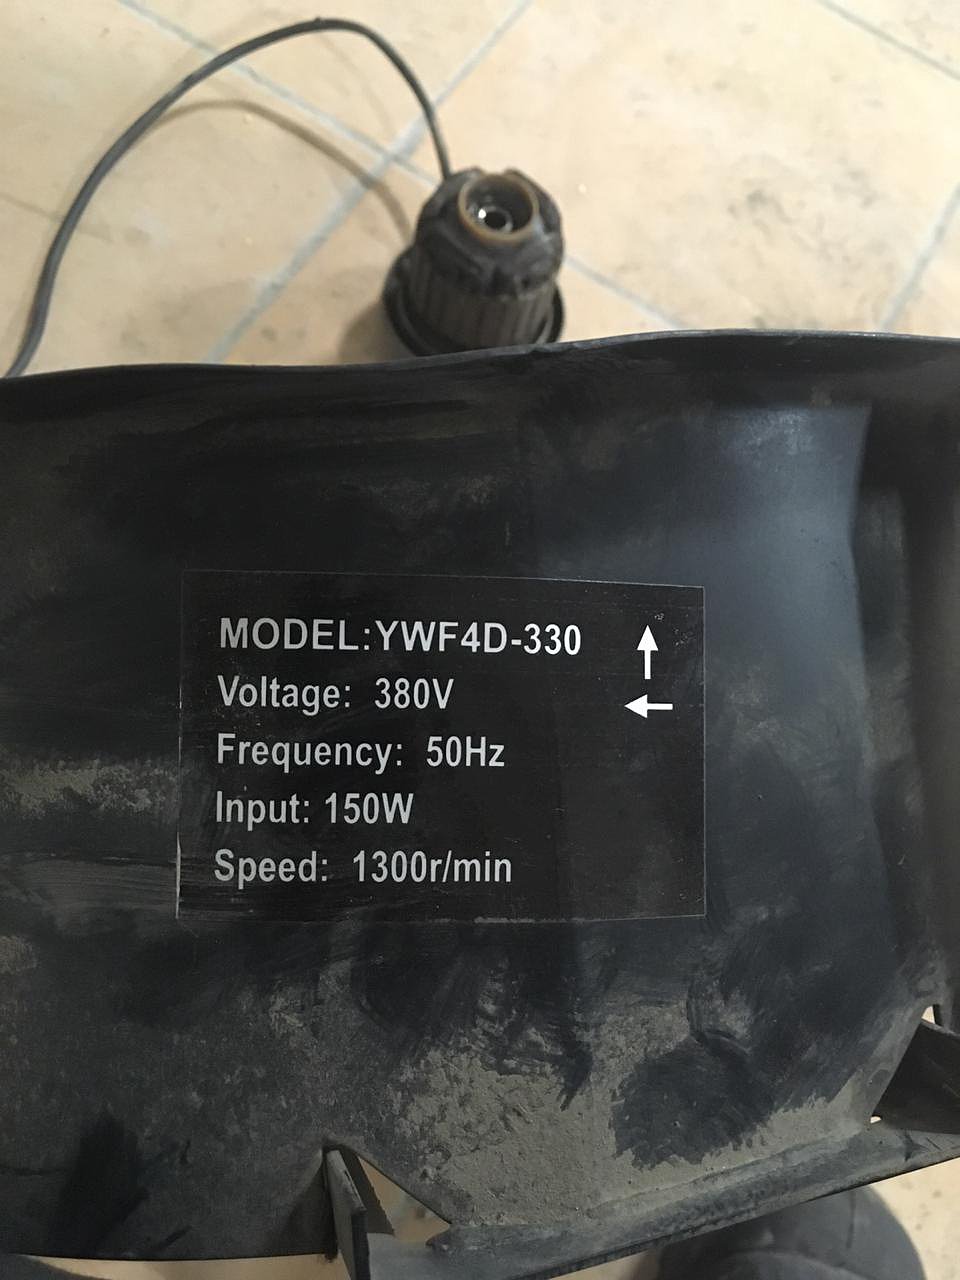 MODEL:YWF4D-330
Voltage: 380V
Frequency: 50Hz
Input: 150W
Speed: 1300r/min